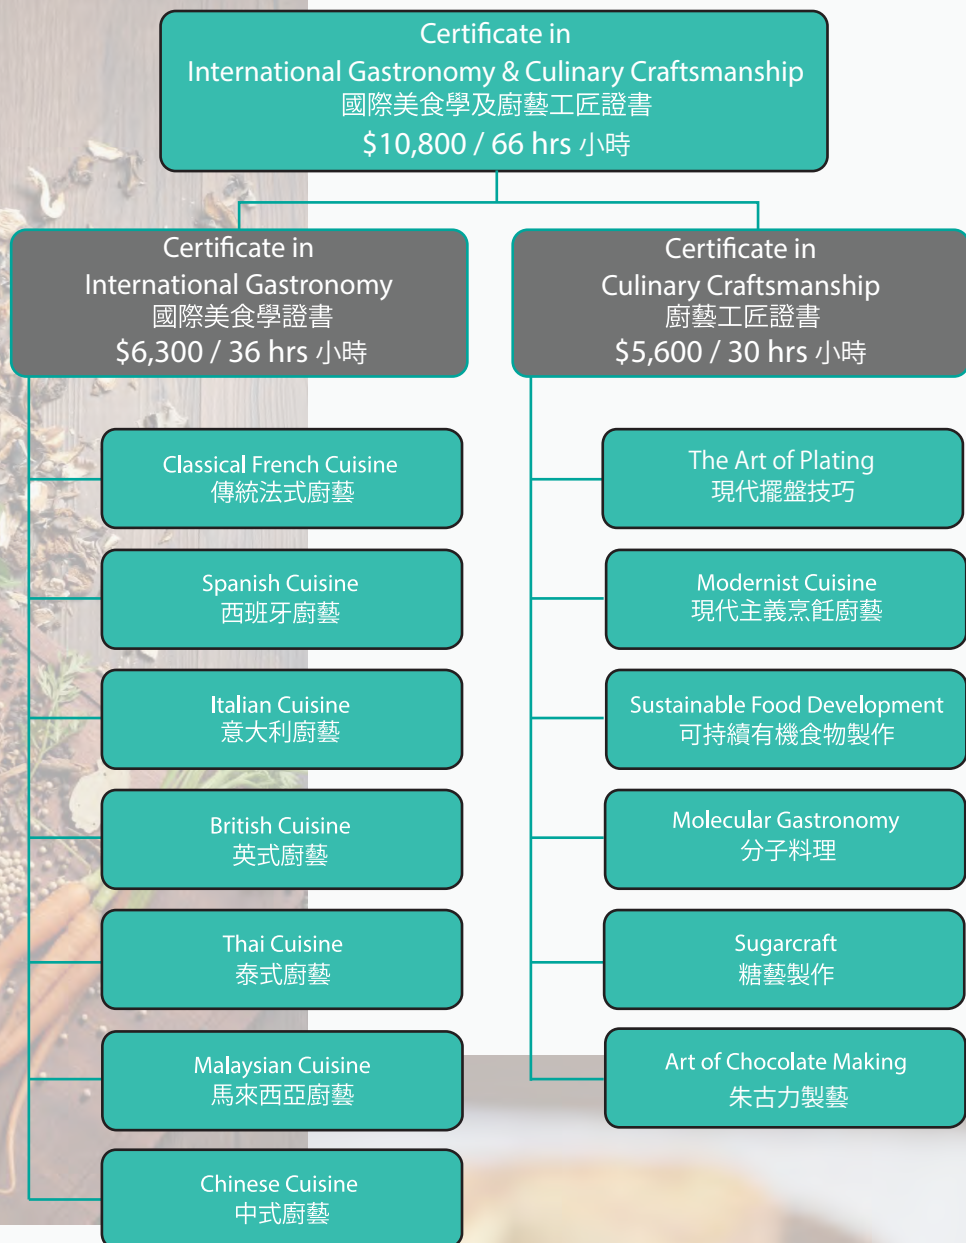 Certificate in
International Gastronomy & Culinary Craftsmanship
國際美食學及廚藝工匠證書
$10,800 / 66 hrs 小時
Certificate in
International Gastronomy
國際美食學證書
$6,300 / 36 hrs 小時
Classical French Cuisine
傳統法式廚藝
Spanish Cuisine
西班牙廚藝
Italian Cuisine
意大利廚藝
British Cuisine
英式廚藝
Thai Cuisine
泰式廚藝
Malaysian Cuisine
馬來西亞廚藝
Chinese Cuisine
中式廚藝
Certificate in
Culinary Craftsmanship
廚藝工匠證書
$5,600 / 30 hrs 小時
The Art of Plating
現代擺盤技巧
Modernist Cuisine
現代主義烹飪廚藝
Sustainable Food Development
可持續有機食物製作
Molecular Gastronomy
分子料理
Sugarcraft
糖藝製作
Art of Chocolate Making
朱古力製藝